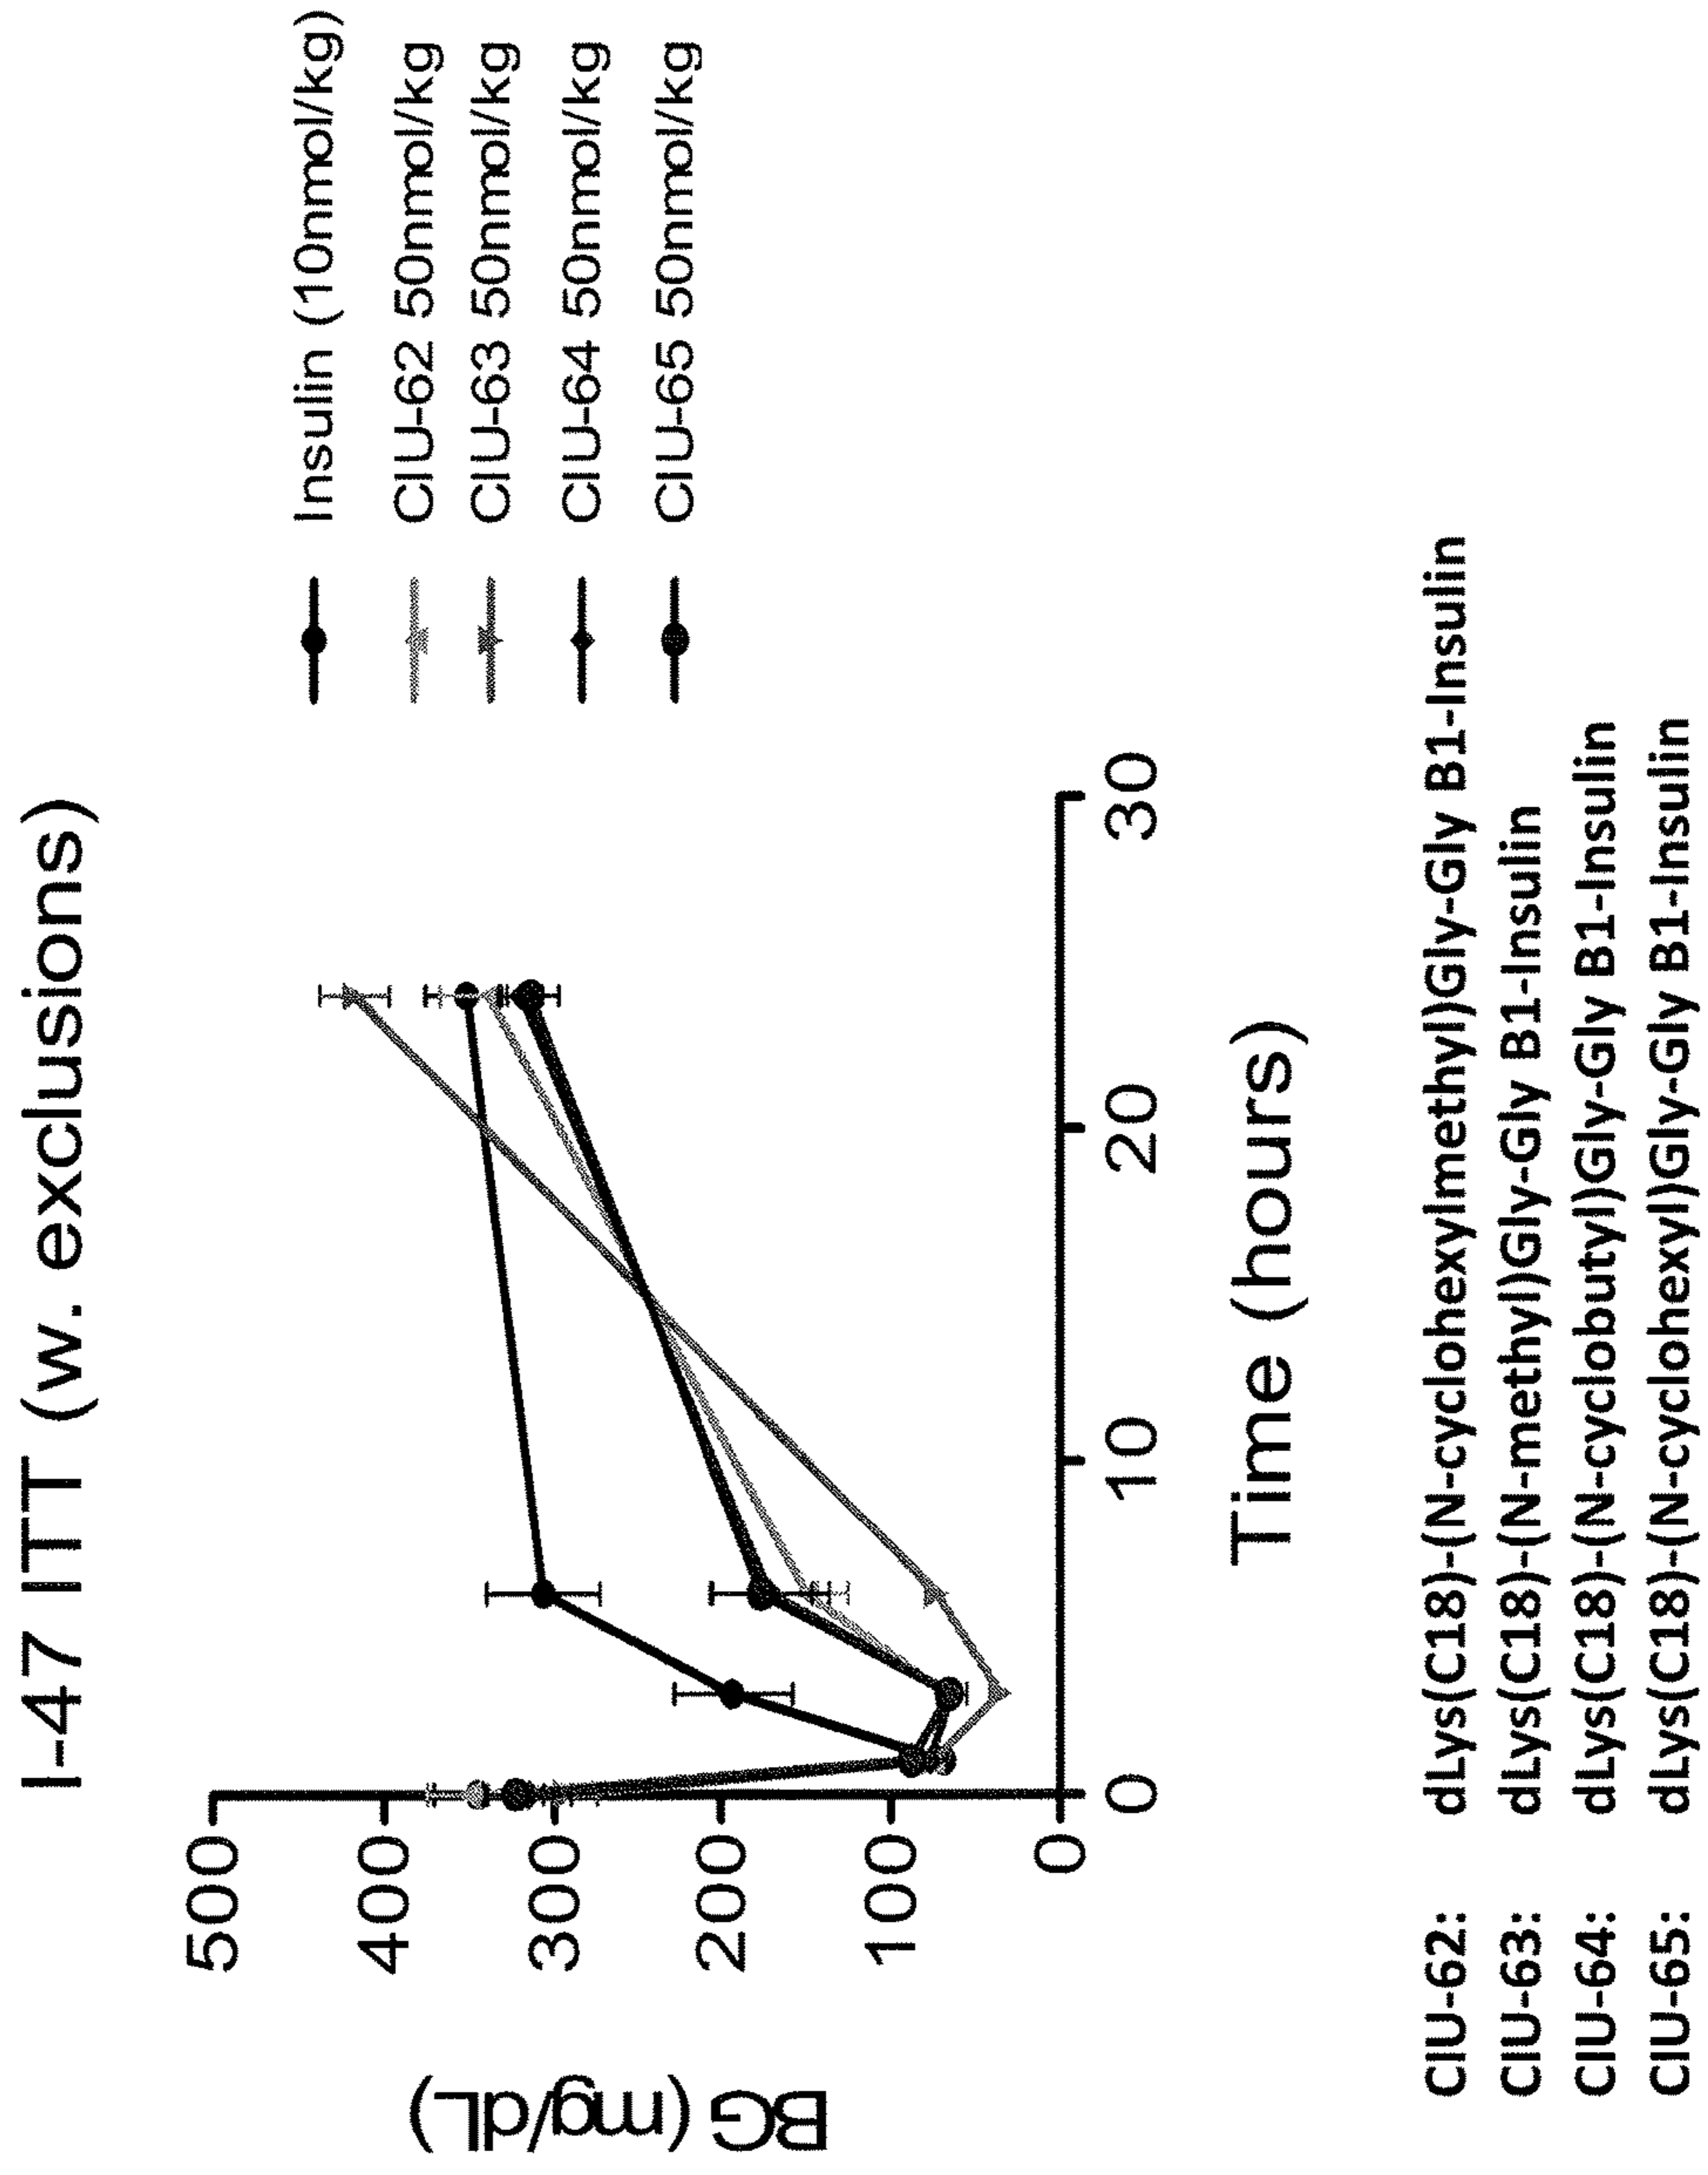 I-47 ITT (w. exclusions)
500
400
300
200
100
0
BG (mg/dL)
0
10
20
30
Time (hours)
Insulin (10nmol/kg)
CIU-62 50nmol/kg
CIU-63 50nmol/kg
CIU-64 50nmol/kg
CIU-65 50nmol/kg
CIU-62: dLys(C18)-(N-cyclohexylmethyl)Gly-Gly B1-Insulin
CIU-63: dLys(C18)-(N-methyl)Gly-Gly B1-Insulin
CIU-64: dLys(C18)-(N-cyclobutyl)Gly-Gly B1-Insulin
CIU-65: dLys(C18)-(N-cyclohexyl)Gly-Gly B1-Insulin